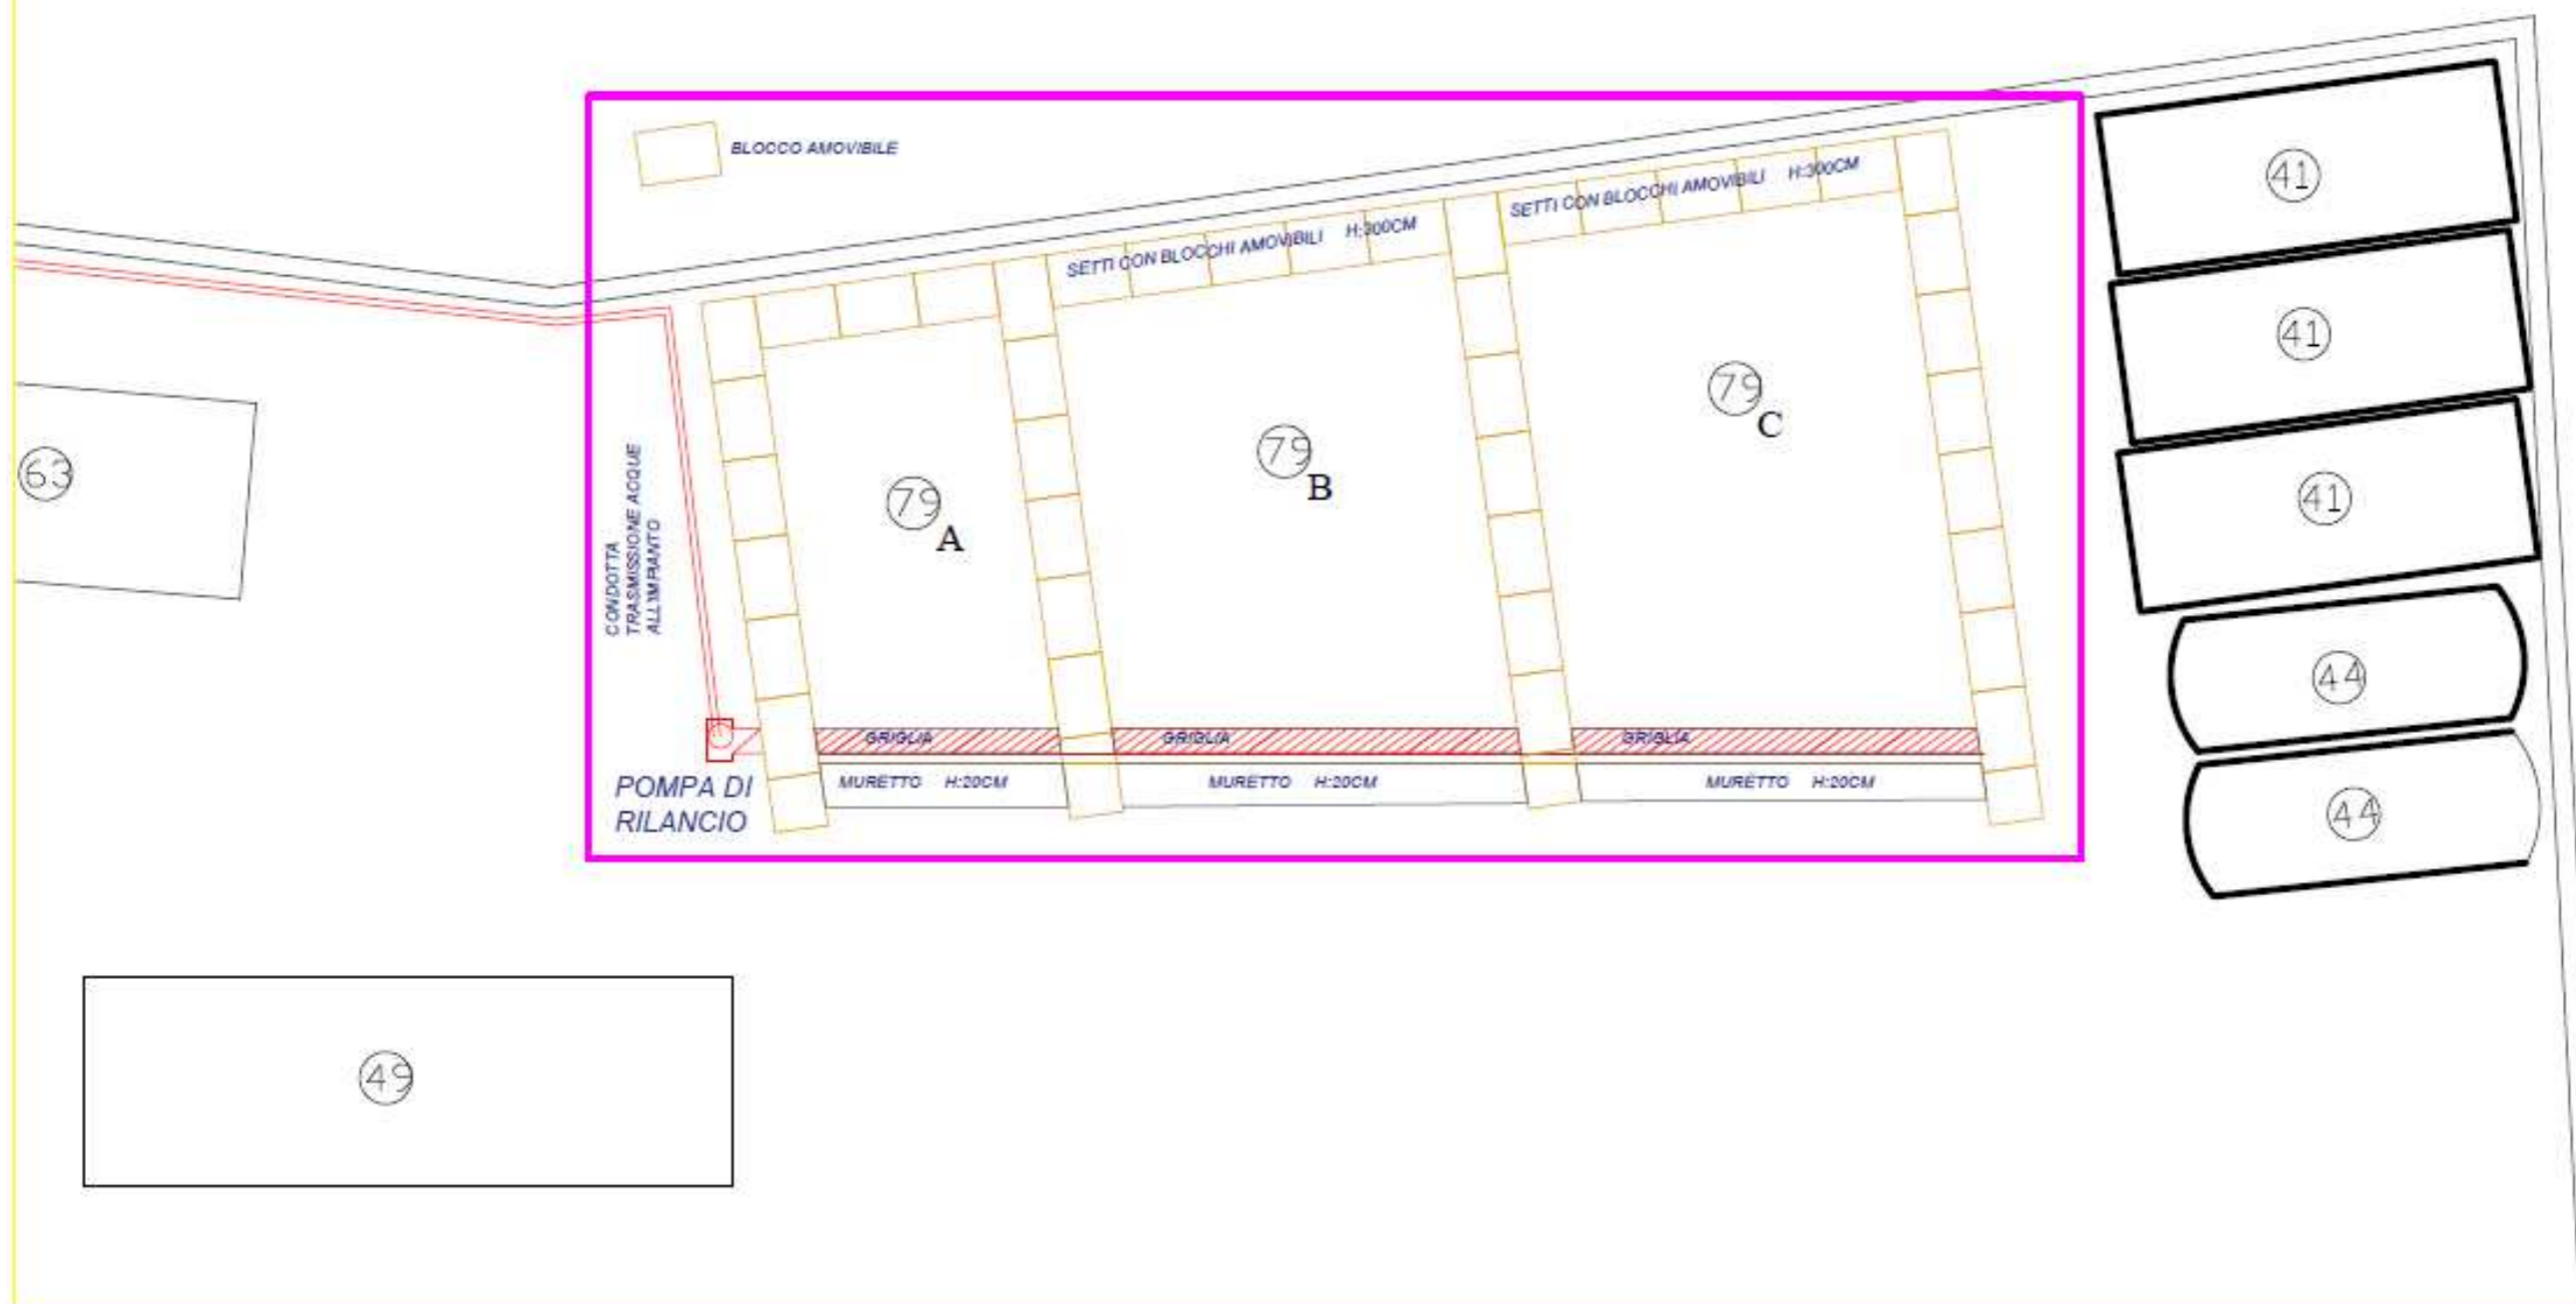 BLOCCO AMOVIBILE
SETTI CON BLOCCHI AMOVIBILI H:300CM
SETTI CON BLOCCHI AMOVIBILI H:300CM
41
41
41
44
44
63
79
A
79
B
79
C
CONDOTTA
TRASMISSIONE ACQUE
ALL'IMPIANTO
GRIGLIA
GRIGLIA
GRIGLIA
MURETTO H:20CM
MURETTO H:20CM
MURETTO H:20CM
POMPA DI
RILANCIO
49